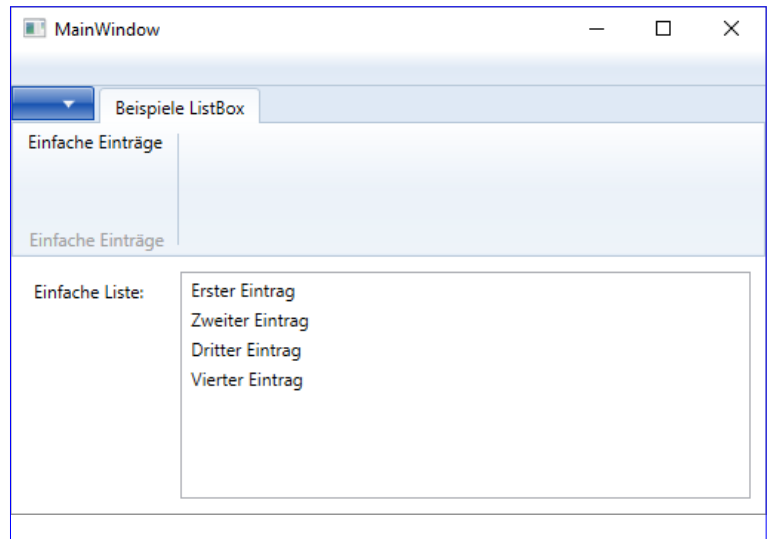 MainWindow
Beispiele ListBox
Einfache Einträge
Einfache Einträge
Einfache Liste:
Erster Eintrag
Zweiter Eintrag
Dritter Eintrag
Vierter Eintrag